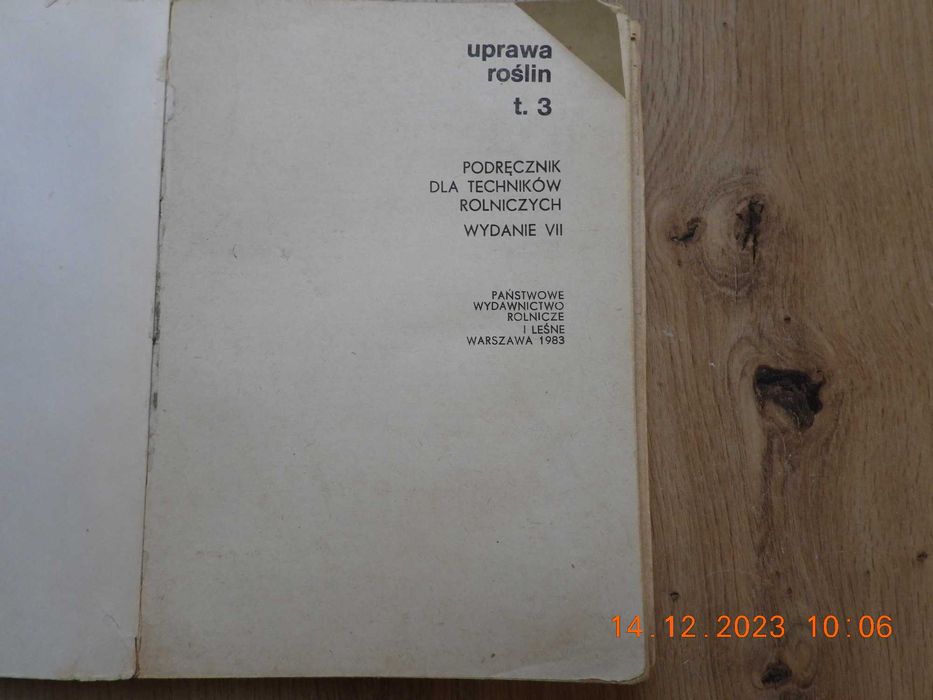 uprawa
roślin
t. 3
PODRĘCZNIK
DLA TECHNIKÓW
ROLNICZYCH
WYDANIE VII
PAŃSTWOWE
WYDAWNICTWO
ROLNICZE
I LEŚNE
WARSZAWA 1983
14.12.2023 10:06